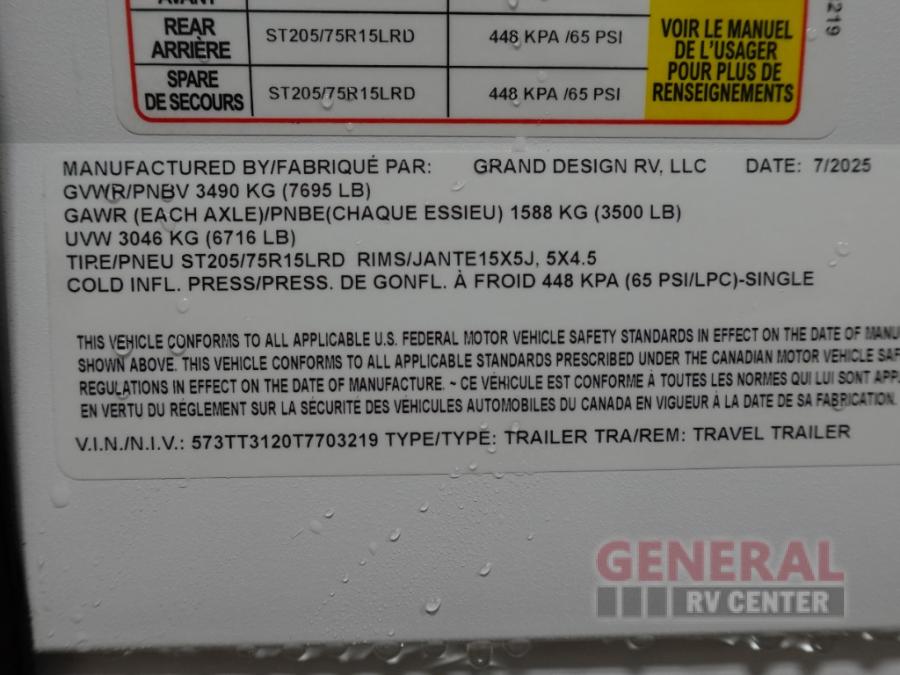 AVANT
REAR ST205/75R15LRD 448 KPA /65 PSI
ARRIÈRE
SPARE ST205/75R15LRD 448 KPA /65 PSI
DE SECOURS
VOIR LE MANUEL
DE L'USAGER
POUR PLUS DE
RENSEIGNEMENTS
219
MANUFACTURED BY/FABRIQUÉ PAR: GRAND DESIGN RV, LLC DATE: 7/2025
GVWR/PNBV 3490 KG (7695 LB)
GAWR (EACH AXLE)/PNBE(CHAQUE ESSIEU) 1588 KG (3500 LB)
UVW 3046 KG (6716 LB)
TIRE/PNEU ST205/75R15LRD RIMS/JANTE15X5J, 5X4.5
COLD INFL. PRESS/PRESS. DE GONFL. À FROID 448 KPA (65 PSI/LPC)-SINGLE
THIS VEHICLE CONFORMS TO ALL APPLICABLE U.S. FEDERAL MOTOR VEHICLE SAFETY STANDARDS IN EFFECT ON THE DATE OF MANU
SHOWN ABOVE. THIS VEHICLE CONFORMS TO ALL APPLICABLE STANDARDS PRESCRIBED UNDER THE CANADIAN MOTOR VEHICLE SAF
REGULATIONS IN EFFECT ON THE DATE OF MANUFACTURE. ~ CE VÉHICULE EST CONFORME À TOUTES LES NORMES QUI LUI SONT APP
EN VERTU DU RÉGLEMENT SUR LA SÉCURITÉ DES VÉHICULES AUTOMOBILES DU CANADA EN VIGUEUR À LA DATE DE SA FABRICATION.
V.I.N./N.I.V.: 573TT3120T7703219 TYPE/TYPE: TRAILER TRA/REM: TRAVEL TRAILER
GENERAL
RV CENTER